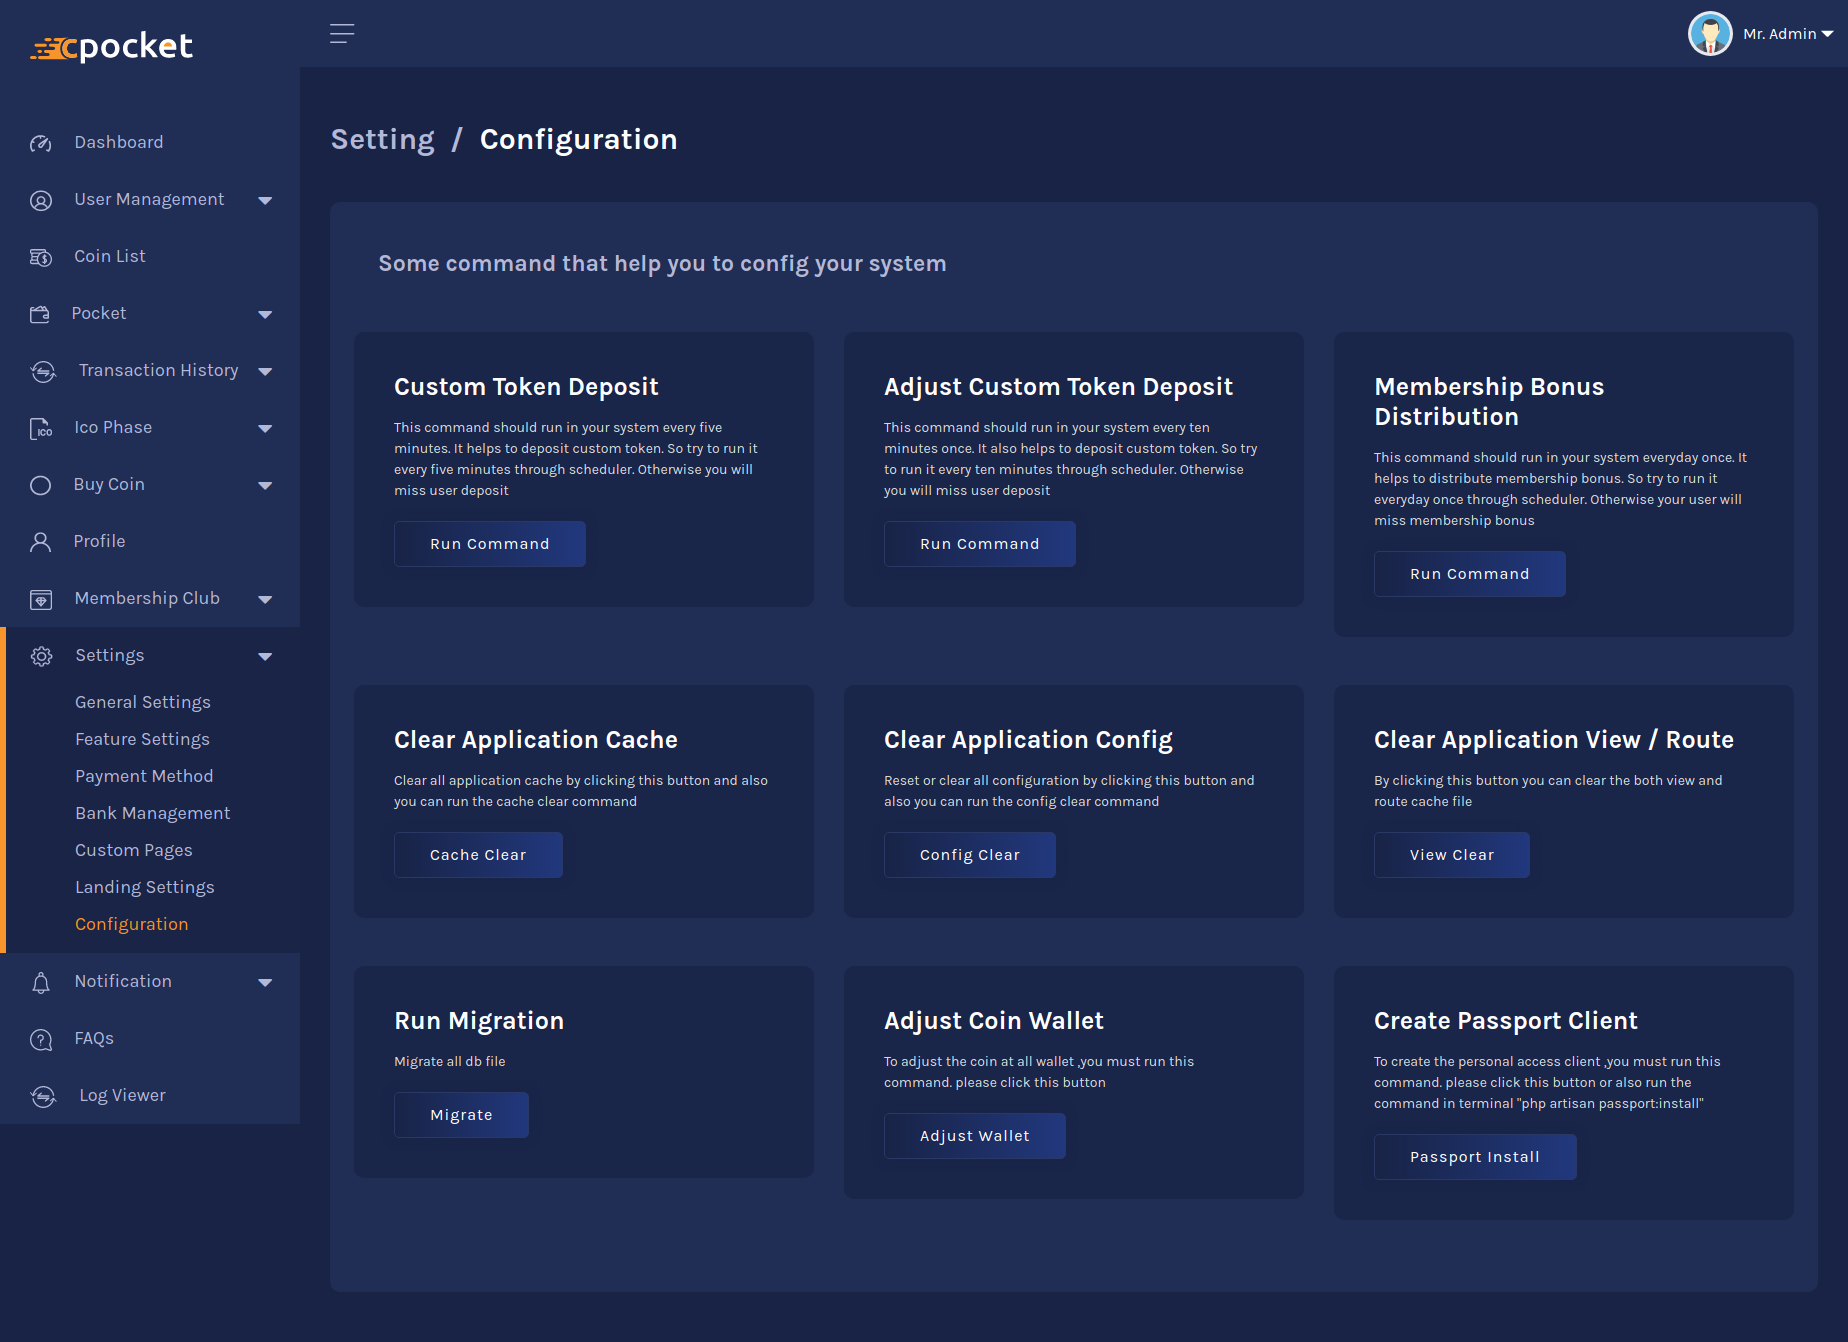 cpocket
Mr. Admin
Dashboard
User Management
Coin List
Pocket
Transaction History
ICO
Ico Phase
Buy Coin
Profile
Membership Club
Settings
General Settings
Feature Settings
Payment Method
Bank Management
Custom Pages
Landing Settings
Configuration
Notification
FAQs
Log Viewer
Setting / Configuration
Some command that help you to config your system
Custom Token Deposit
This command should run in your system every five
minutes. It helps to deposit custom token. So try to run it
every five minutes through scheduler. Otherwise you will
miss user deposit
Run Command
Adjust Custom Token Deposit
This command should run in your system every ten
minutes once. It also helps to deposit custom token. So try
to run it every ten minutes through scheduler. Otherwise
you will miss user deposit
Run Command
Membership Bonus
Distribution
This command should run in your system everyday once. It
helps to distribute membership bonus. So try to run it
everyday once through scheduler. Otherwise your user will
miss membership bonus
Run Command
Clear Application Cache
Clear all application cache by clicking this button and also
you can run the cache clear command
Cache Clear
Clear Application Config
Reset or clear all configuration by clicking this button and
also you can run the config clear command
Config Clear
Clear Application View / Route
By clicking this button you can clear the both view and
route cache file
View Clear
Run Migration
Migrate all db file
Migrate
Adjust Coin Wallet
To adjust the coin at all wallet ,you must run this
command. please click this button
Adjust Wallet
Create Passport Client
To create the personal access client ,you must run this
command. please click this button or also run the
command in terminal "php artisan passport:install"
Passport Install